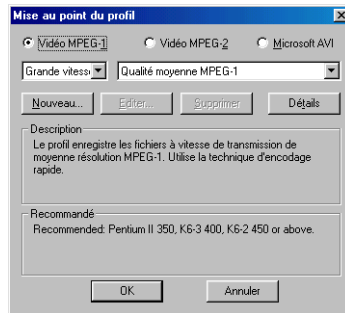 Mise au point du profil
Vidéo MPEG-1 Vidéo MPEG-2 Microsoft AVI
Grande vitess Qualité moyenne MPEG-1
Nouveau... Editer... Supprimer Détails
Description
Le profil enregistre les fichiers à vitesse de transmission de
moyenne résolution MPEG-1. Utilise la technique d'encodage
rapide.
Recommandé
Recommended: Pentium II 350, K6-3 400, K6-2 450 or above.
OK Annuler